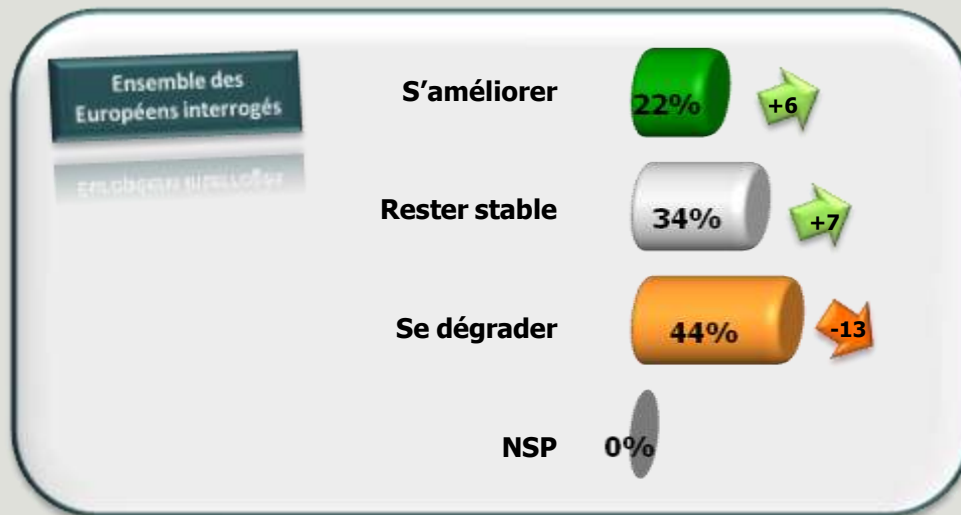 Ensemble des
Européens interrogés
S’améliorer 22% +6
Rester stable 34% +7
Se dégrader 44% -13
NSP 0%